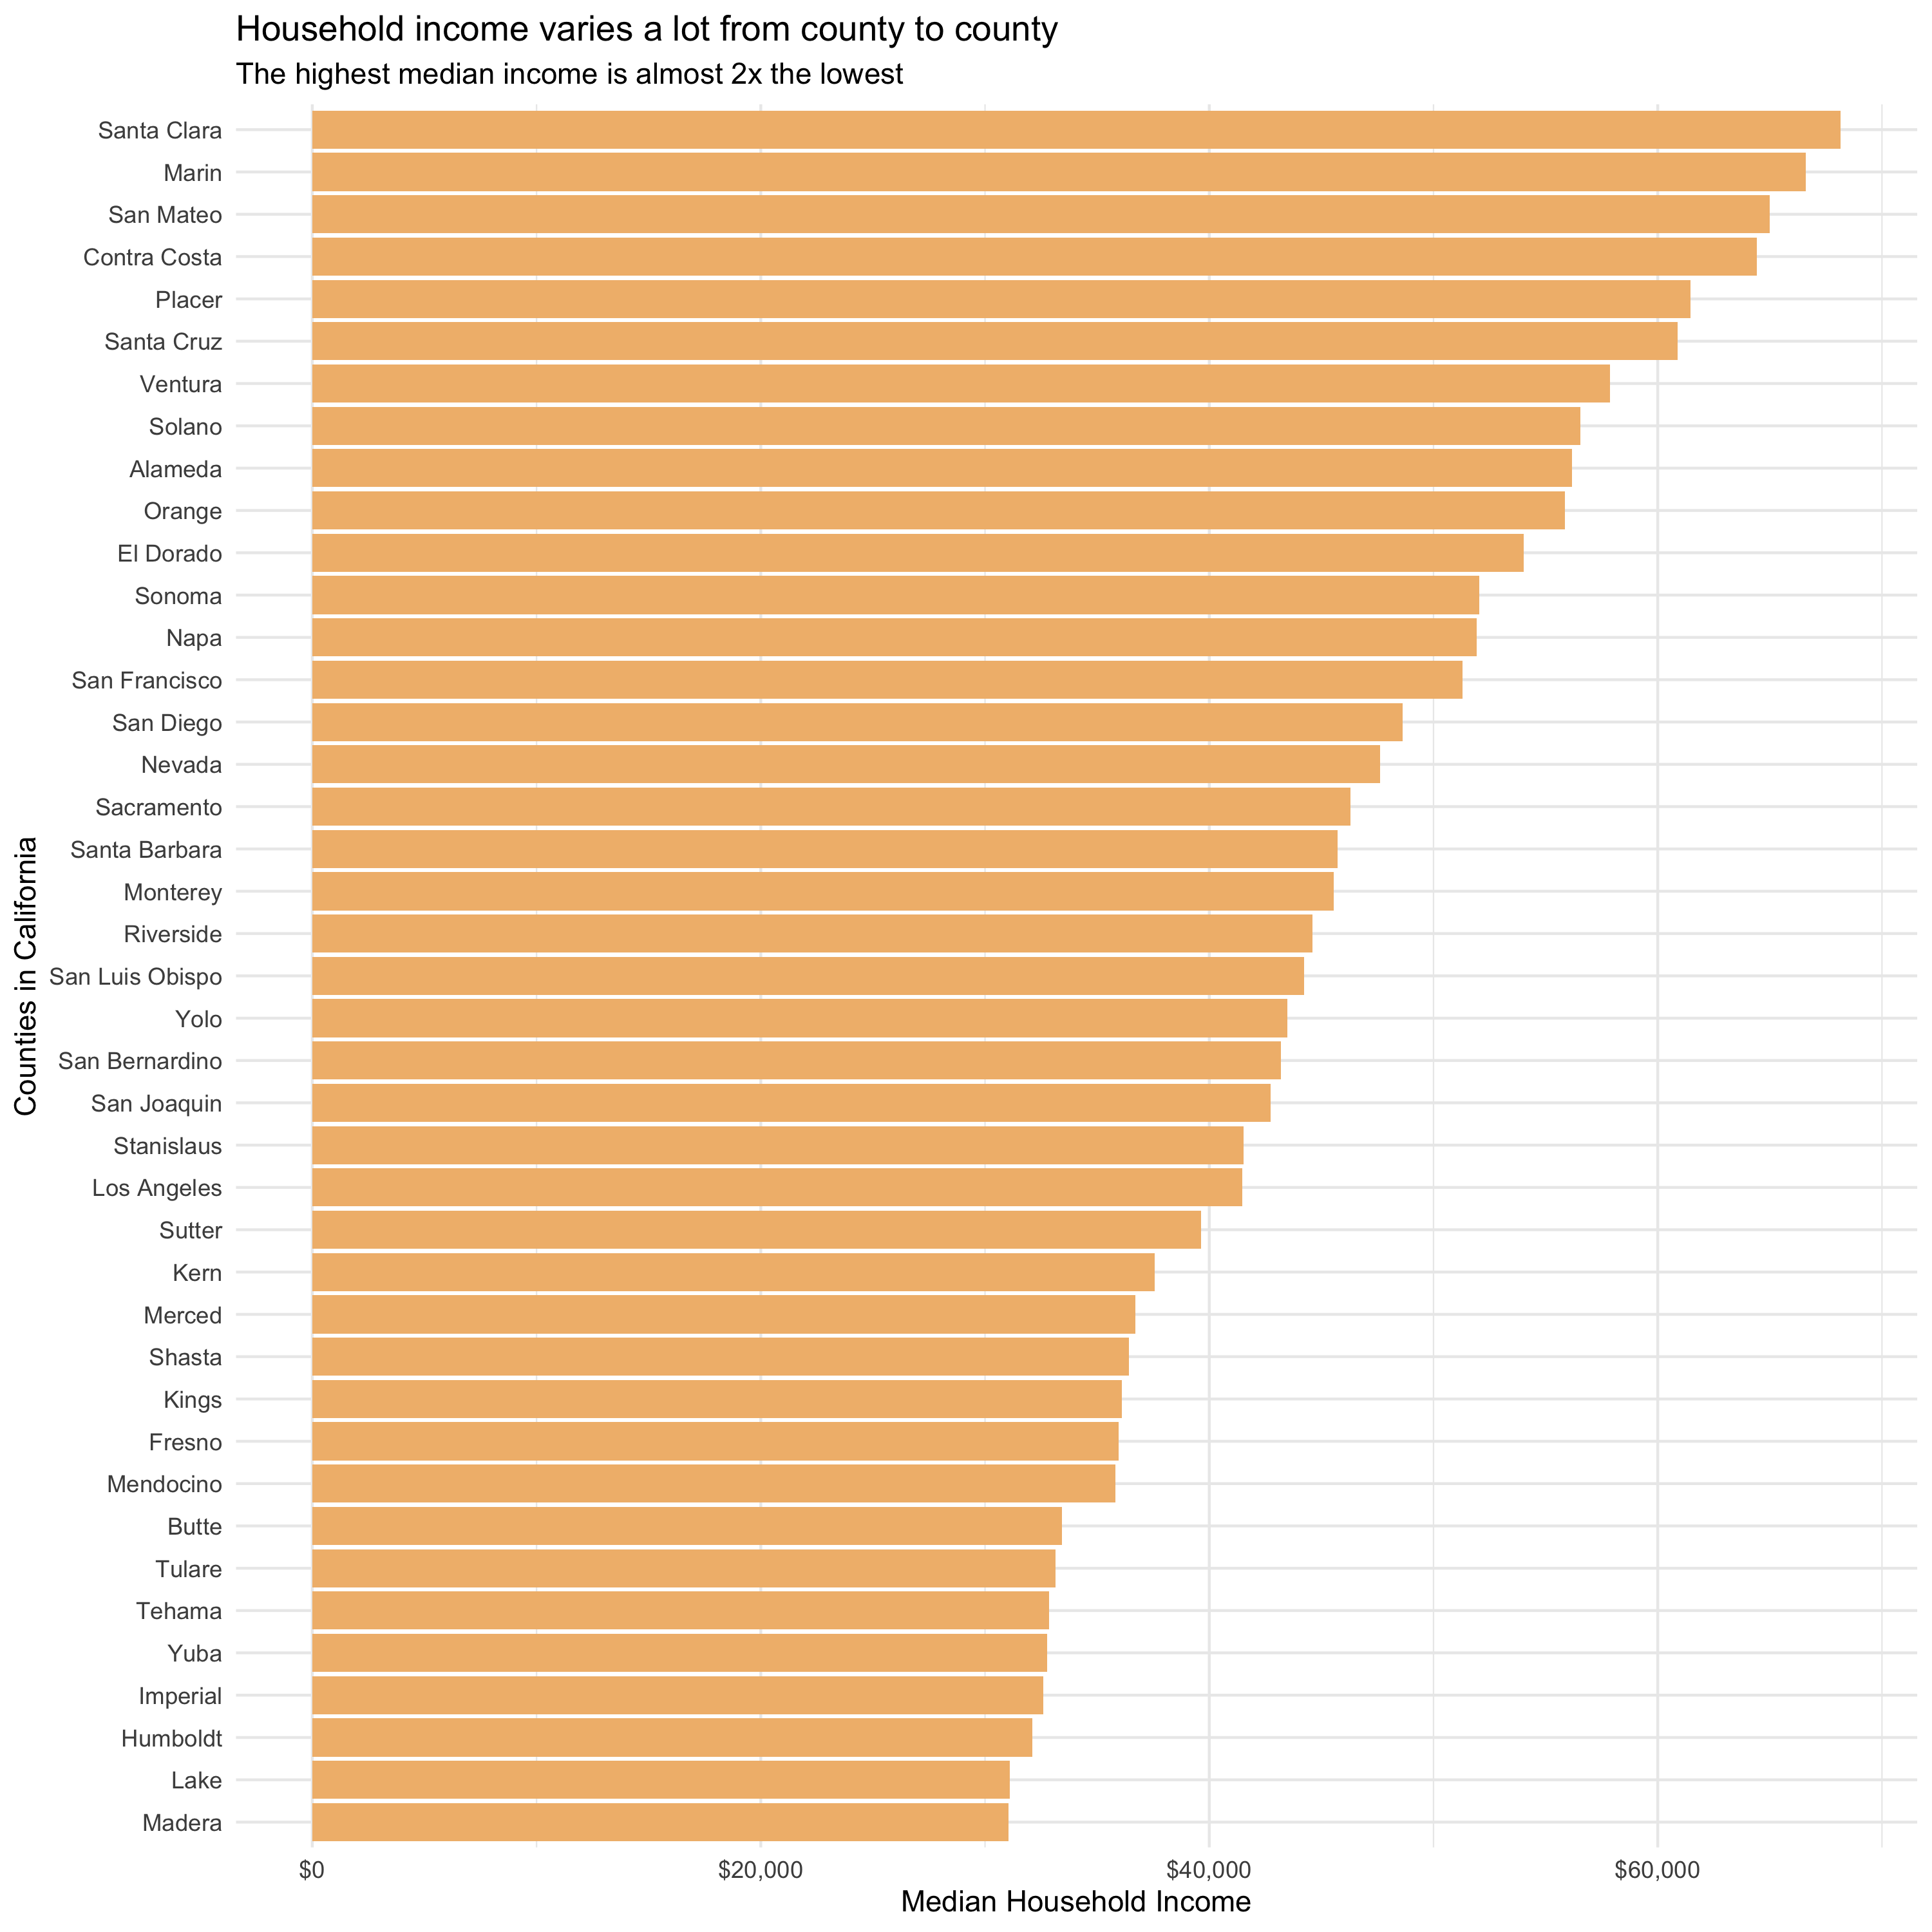 Household income varies a lot from county to county
The highest median income is almost 2x the lowest
Counties in California
Santa Clara
Marin
San Mateo
Contra Costa
Placer
Santa Cruz
Ventura
Solano
Alameda
Orange
El Dorado
Sonoma
Napa
San Francisco
San Diego
Nevada
Sacramento
Santa Barbara
Monterey
Riverside
San Luis Obispo
Yolo
San Bernardino
San Joaquin
Stanislaus
Los Angeles
Sutter
Kern
Merced
Shasta
Kings
Fresno
Mendocino
Butte
Tulare
Tehama
Yuba
Imperial
Humboldt
Lake
Madera
$0 $20,000 $40,000 $60,000
Median Household Income